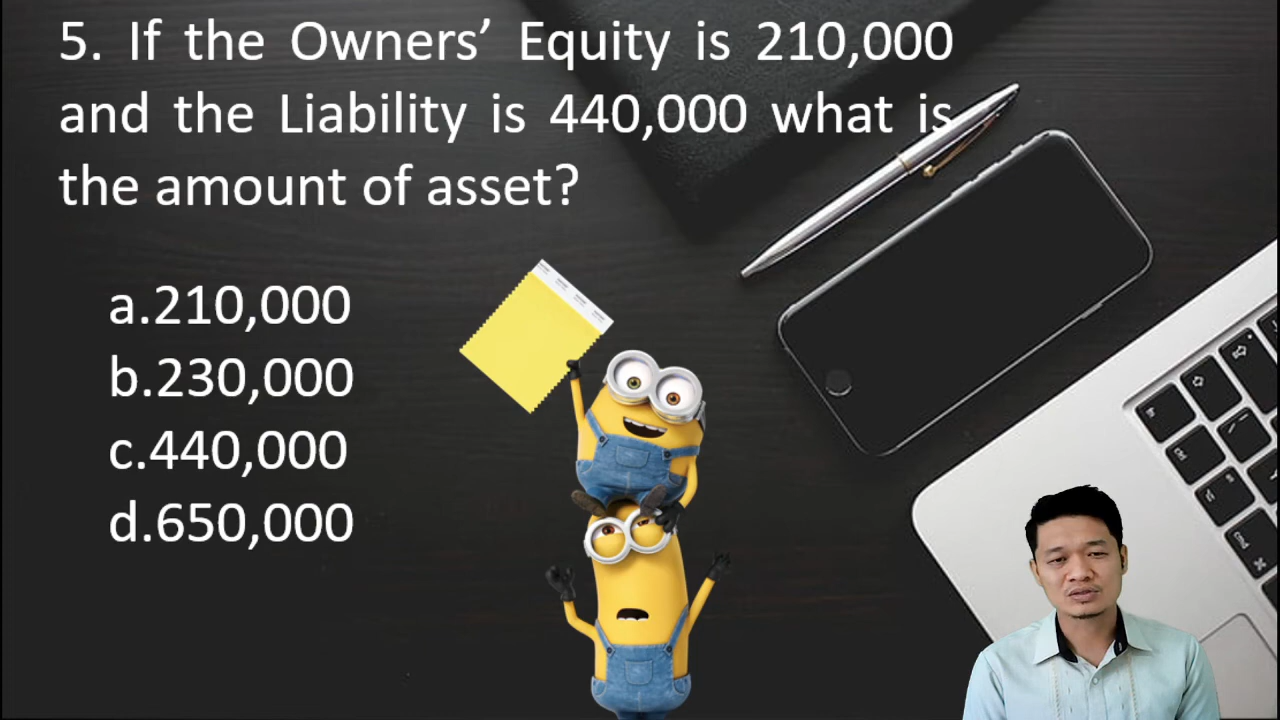 5. If the Owners’ Equity is 210,000
and the Liability is 440,000 what is
the amount of asset?
a.210,000
b.230,000
c.440,000
d.650,000